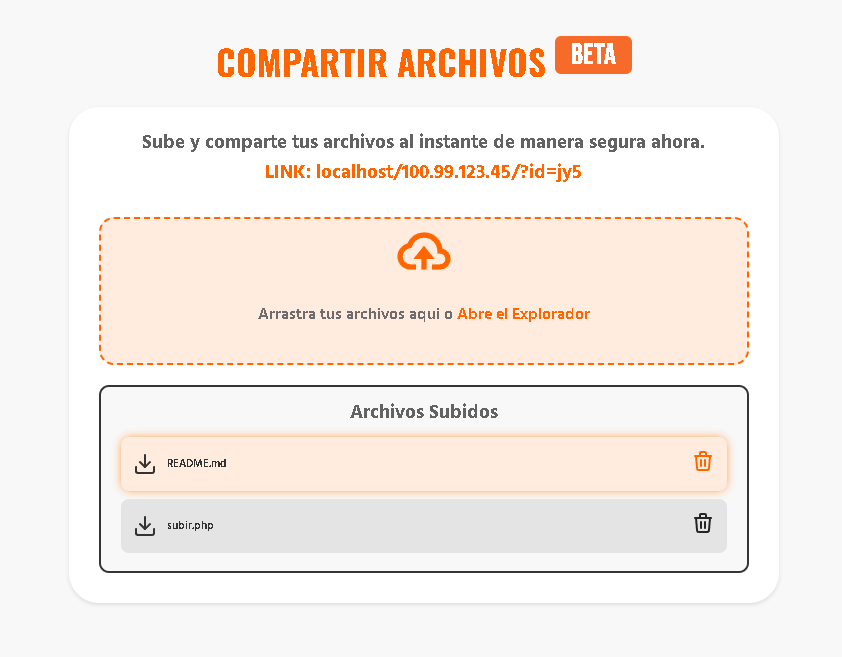 COMPARTIR ARCHIVOS BETA
Sube y comparte tus archivos al instante de manera segura ahora.
LINK: localhost/100.99.123.45/?id=jy5
Arrastra tus archivos aqui o Abre el Explorador
Archivos Subidos
README.md
subir.php